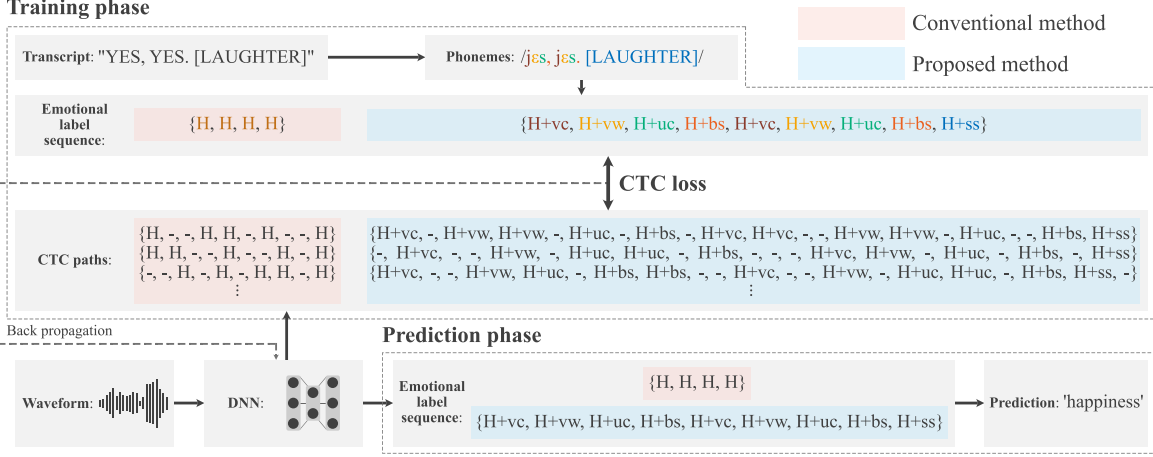 Training phase
Conventional method
Proposed method
Transcript: "YES, YES. [LAUGHTER]"
Phonemes: /jɛs, jɛs. [LAUGHTER]/
Emotional
label
sequence:
{H, H, H, H}
{H+vc, H+vw, H+uc, H+bs, H+vc, H+vw, H+uc, H+bs, H+ss}
CTC loss
CTC paths:
{H, -, -, H, H, -, H, -, -, H}
{H, H, -, -, H, -, -, H, -, H}
{-, -, H, -, H, -, H, H, -, H}
⋮
{H+vc, -, H+vw, H+vw, -, H+uc, -, H+bs, -, H+vc, H+vc, -, -, H+vw, H+vw, -, H+uc, -, -, H+bs, H+ss}
{-, H+vc, -, -, H+vw, -, H+uc, H+uc, -, H+bs, -, -, -, H+vc, H+vw, -, H+uc, -, H+bs, -, H+ss}
{H+vc, -, -, H+vw, H+uc, -, H+bs, H+bs, -, -, H+vc, -, -, H+vw, -, H+uc, H+uc, -, H+bs, H+ss, -}
⋮
Back propagation
Prediction phase
Waveform:
DNN:
Emotional
label
sequence:
{H, H, H, H}
{H+vc, H+vw, H+uc, H+bs, H+vc, H+vw, H+uc, H+bs, H+ss}
Prediction: 'happiness'